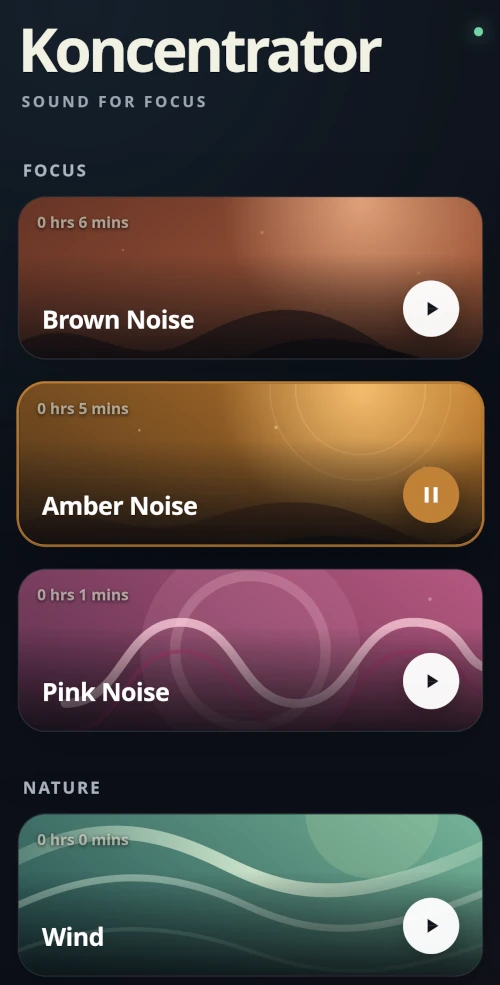 Koncentrator
SOUND FOR FOCUS
FOCUS
0 hrs 6 mins
Brown Noise
0 hrs 5 mins
Amber Noise
0 hrs 1 mins
Pink Noise
NATURE
0 hrs 0 mins
Wind